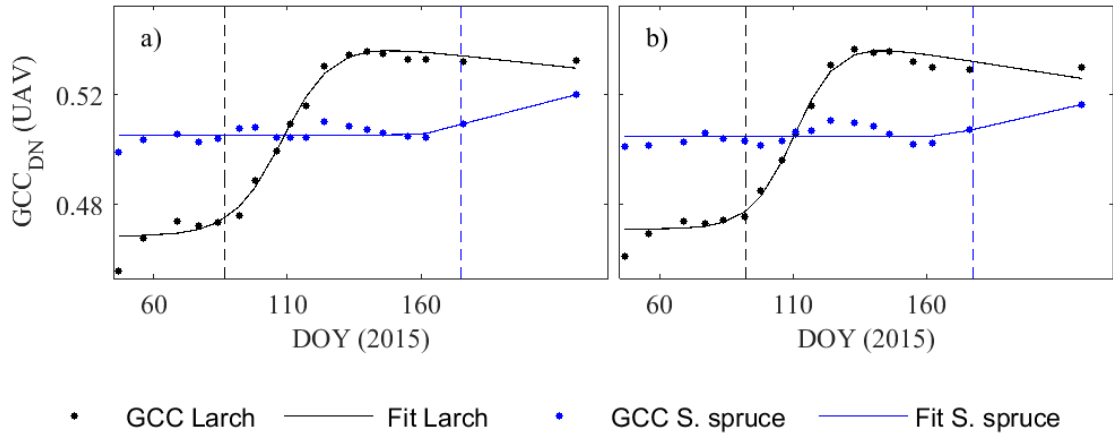 a)
b)
GCC_DN (UAV)
0.52
0.48
60 110 160
60 110 160
DOY (2015)
DOY (2015)
GCC Larch Fit Larch GCC S. spruce Fit S. spruce